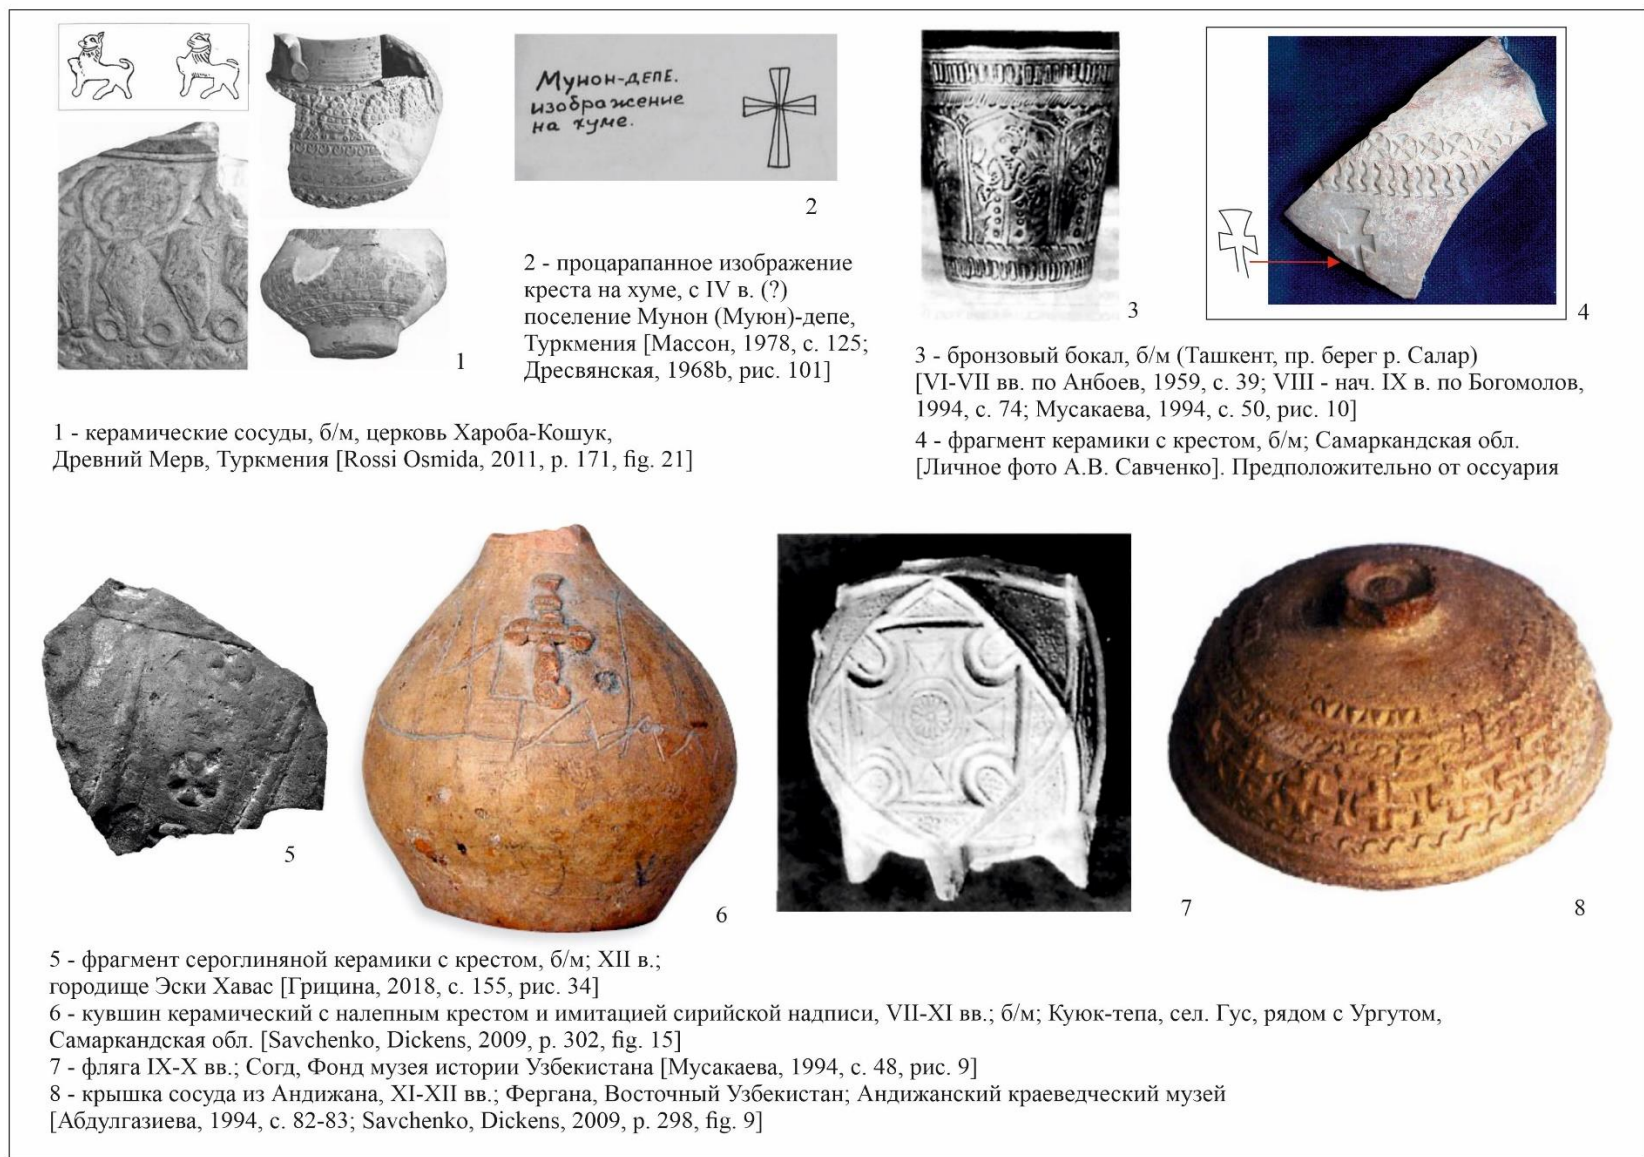 Мунон-депе.
изображение
на хуме.
1
2
3
4
2 - процарапанное изображение
креста на хуме, с IV в. (?)
поселение Мунон (Муюн)-депе,
Туркмения [Массон, 1978, с. 125;
Дресвянская, 1968b, рис. 101]
3 - бронзовый бокал, б/м (Ташкент, пр. берег р. Салар)
[VI-VII вв. по Анбоев, 1959, с. 39; VIII - нач. IX в. по Богомолов,
1994, с. 74; Мусакаева, 1994, с. 50, рис. 10]
1 - керамические сосуды, б/м, церковь Хароба-Кошук,
Древний Мерв, Туркмения [Rossi Osmida, 2011, p. 171, fig. 21]
4 - фрагмент керамики с крестом, б/м; Самаркандская обл.
[Личное фото А.В. Савченко]. Предположительно от оссуария
5
6
7
8
5 - фрагмент сероглиняной керамики с крестом, б/м; XII в.;
городище Эски Хавас [Грицина, 2018, с. 155, рис. 34]
6 - кувшин керамический с налепным крестом и имитацией сирийской надписи, VII-XI вв.; б/м; Куюк-тепа, сел. Гус, рядом с Ургутом,
Самаркандская обл. [Savchenko, Dickens, 2009, p. 302, fig. 15]
7 - фляга IX-X вв.; Согд, Фонд музея истории Узбекистана [Мусакаева, 1994, с. 48, рис. 9]
8 - крышка сосуда из Андижана, XI-XII вв.; Фергана, Восточный Узбекистан; Андижанский краеведческий музей
[Абдулгазиева, 1994, с. 82-83; Savchenko, Dickens, 2009, p. 298, fig. 9]